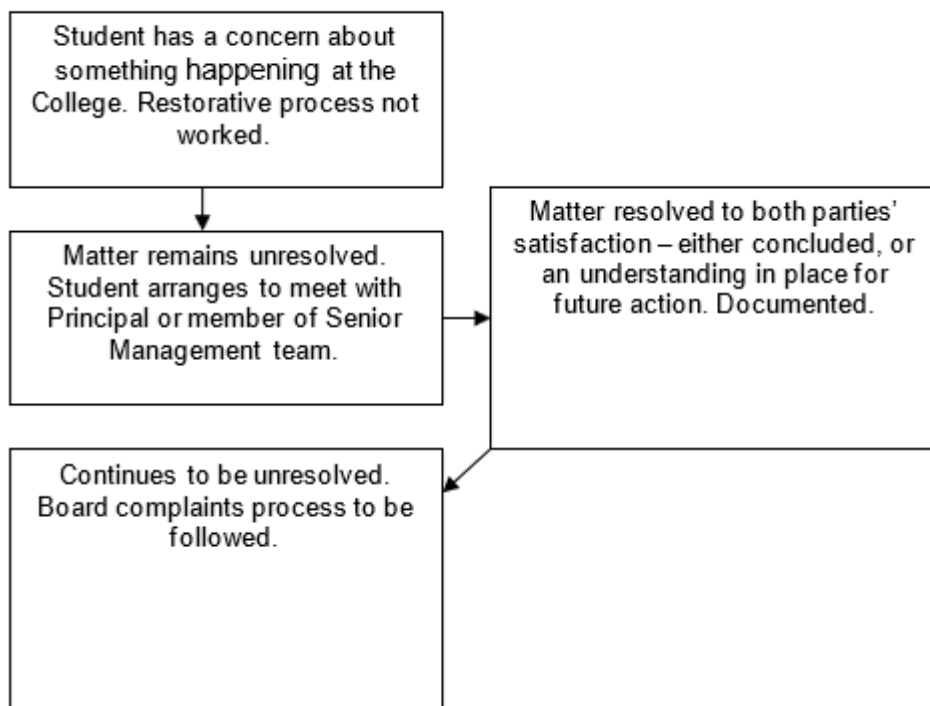 Student has a concern about
something happening at the
College. Restorative process not
worked.
Matter remains unresolved.
Student arranges to meet with
Principal or member of Senior
Management team.
Matter resolved to both parties’
satisfaction – either concluded, or
an understanding in place for
future action. Documented.
Continues to be unresolved.
Board complaints process to be
followed.